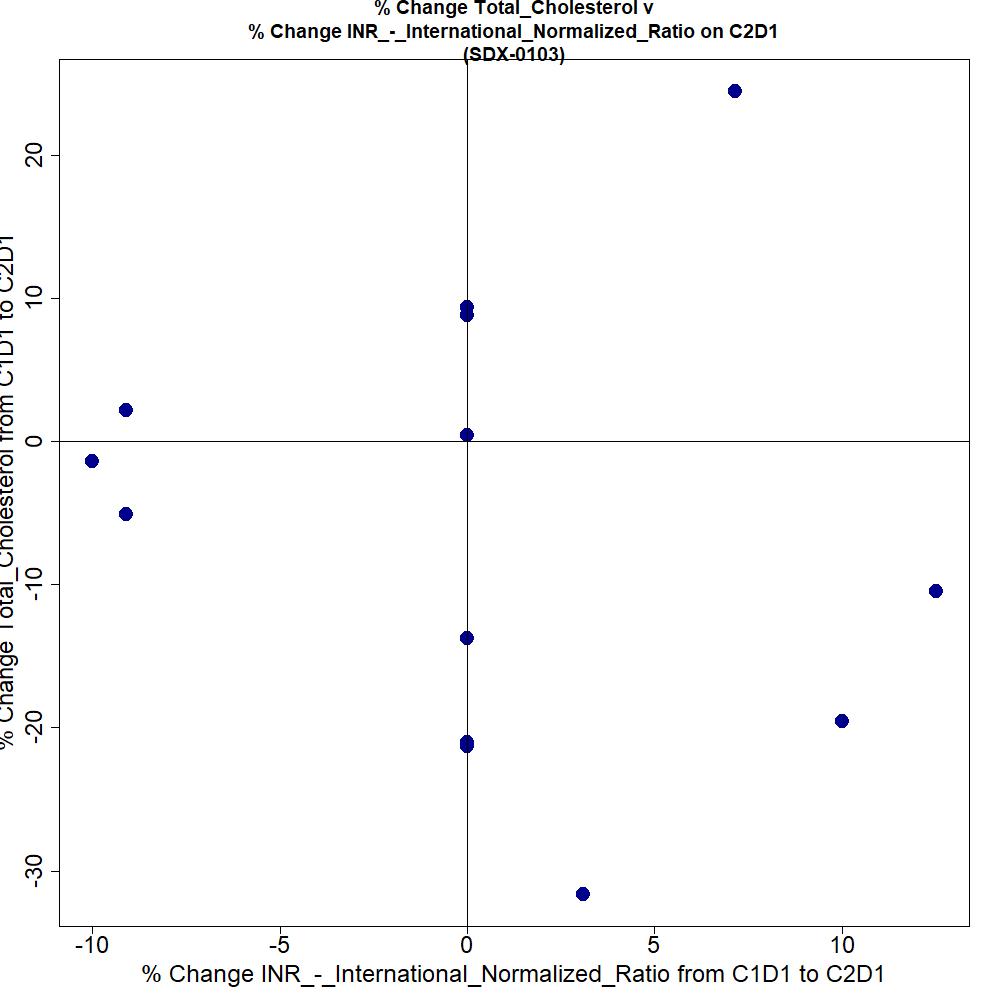 % Change Total_Cholesterol v
% Change INR_-_International_Normalized_Ratio on C2D1
(SDX-0103)
% Change Total_Cholesterol from C1D1 to C2D1
20
10
0
-10
-20
-30
-10
-5
0
5
10
% Change INR_-_International_Normalized_Ratio from C1D1 to C2D1